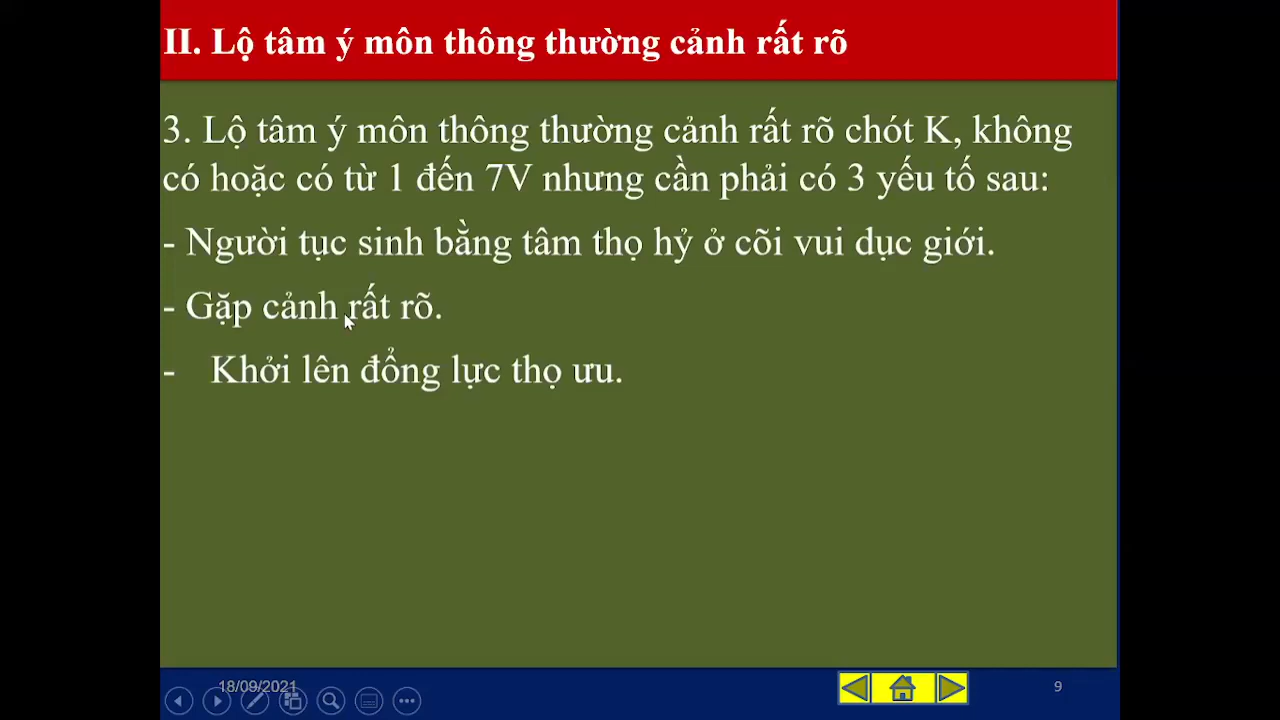 II. Lộ tâm ý môn thông thường cảnh rất rõ
3. Lộ tâm ý môn thông thường cảnh rất rõ chót K, không
có hoặc có từ 1 đến 7V nhưng cần phải có 3 yếu tố sau:
- Người tục sinh bằng tâm thọ hỷ ở cõi vui dục giới.
- Gặp cảnh rất rõ.
- Khởi lên đổng lực thọ ưu.
18/09/2021
9